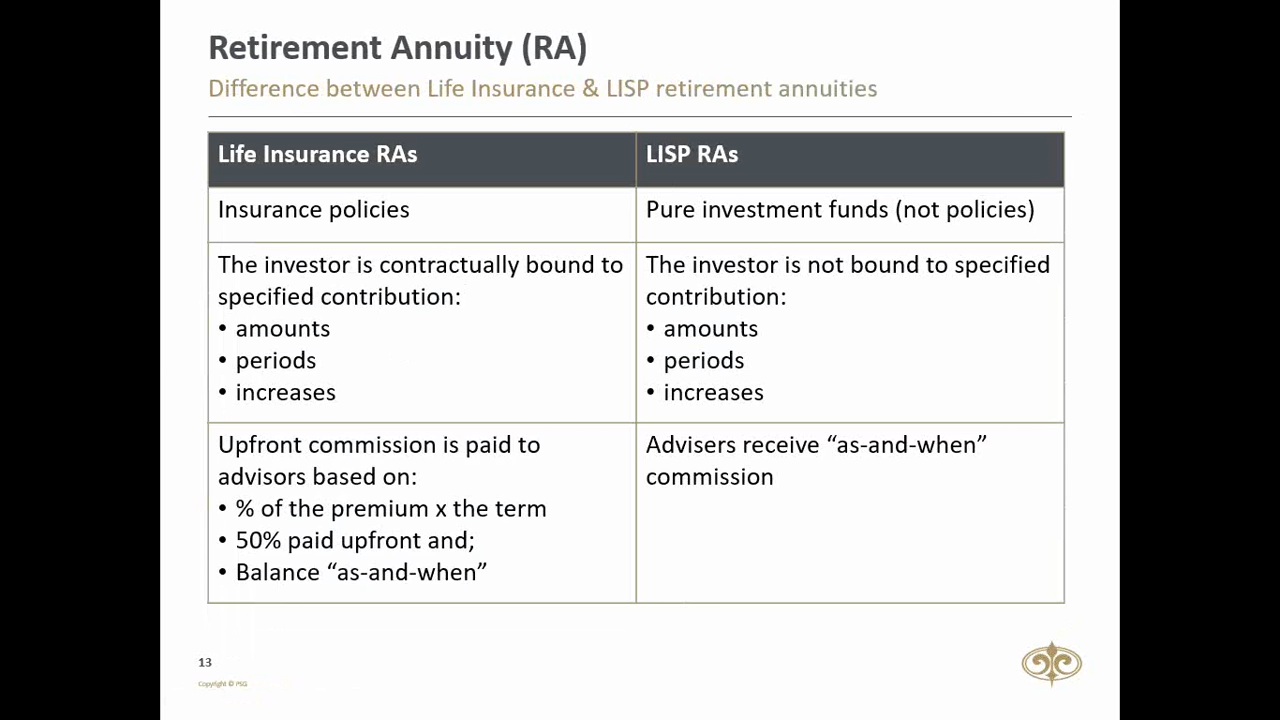 Retirement Annuity (RA)
Difference between Life Insurance & LISP retirement annuities
Life Insurance RAs
LISP RAs
Insurance policies
Pure investment funds (not policies)
The investor is contractually bound to
specified contribution:
• amounts
• periods
• increases
The investor is not bound to specified
contribution:
• amounts
• periods
• increases
Upfront commission is paid to
advisors based on:
• % of the premium x the term
• 50% paid upfront and;
• Balance “as-and-when”
Advisers receive “as-and-when”
commission
13
Copyright © PSG